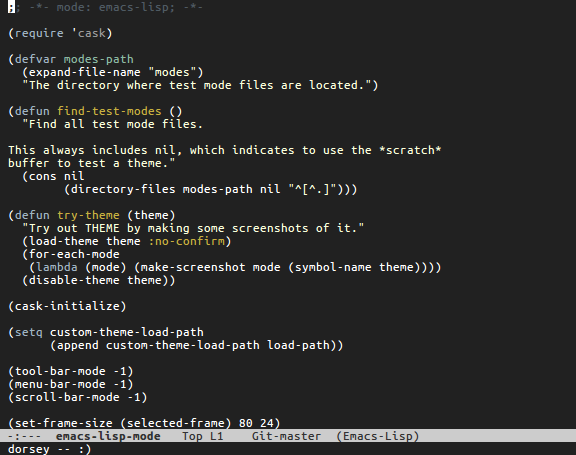 ;; -*- mode: emacs-lisp; -*-

(require 'cask)

(defvar modes-path
  (expand-file-name "modes")
  "The directory where test mode files are located.")

(defun find-test-modes ()
  "Find all test mode files.

This always includes nil, which indicates to use the *scratch*
buffer to test a theme."
  (cons nil
        (directory-files modes-path nil "^[^.]")))

(defun try-theme (theme)
  "Try out THEME by making some screenshots of it."
  (load-theme theme :no-confirm)
  (for-each-mode
   (lambda (mode) (make-screenshot mode (symbol-name theme))))
  (disable-theme theme))

(cask-initialize)

(setq custom-theme-load-path
      (append custom-theme-load-path load-path))

(tool-bar-mode -1)
(menu-bar-mode -1)
(scroll-bar-mode -1)

(set-frame-size (selected-frame) 80 24)
-:---  emacs-lisp-mode   Top L1    Git-master  (Emacs-Lisp)
dorsey -- :)